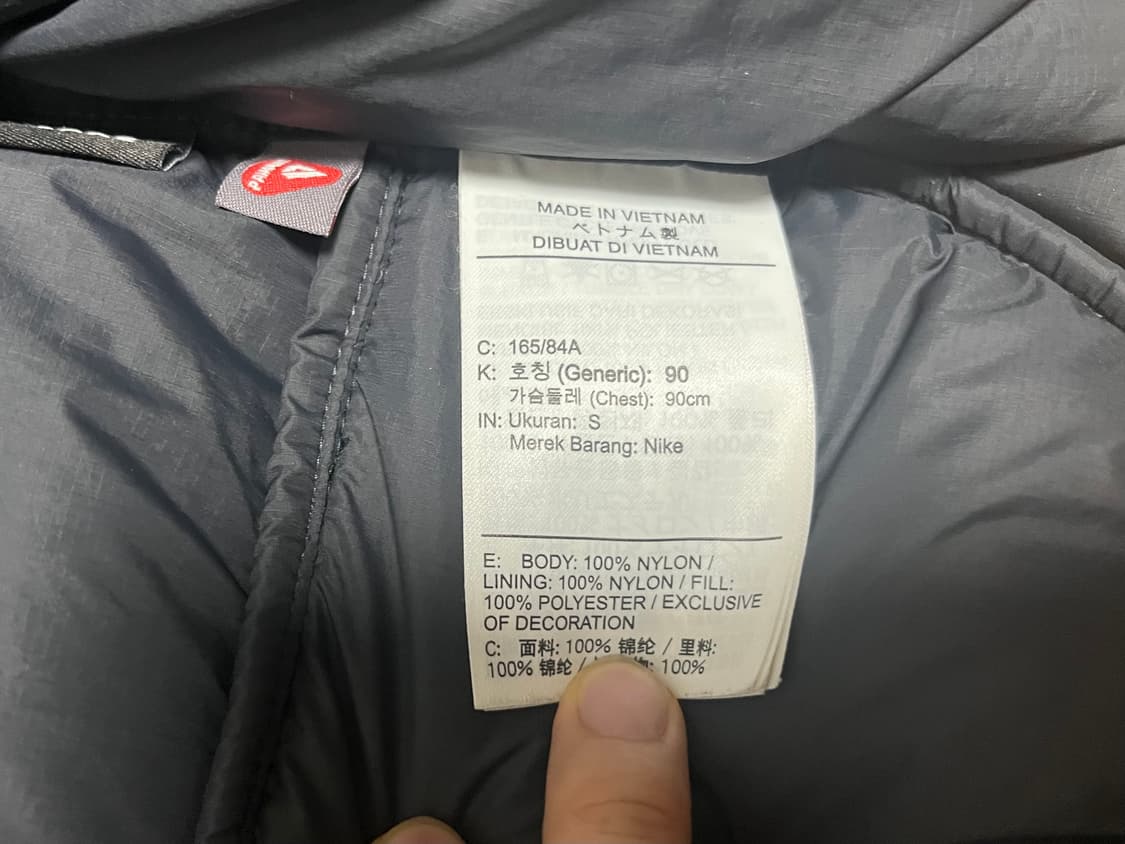 MADE IN VIETNAM
ベトナム製
DIBUAT DI VIETNAM
C: 165/84A
K: 호칭 (Generic): 90
가슴둘레 (Chest): 90cm
IN: Ukuran: S
Merek Barang: Nike
E: BODY: 100% NYLON /
LINING: 100% NYLON / FILL:
100% POLYESTER / EXCLUSIVE
OF DECORATION
C: 面料: 100% 锦纶 / 里料:
100% 锦纶 / 物: 100%